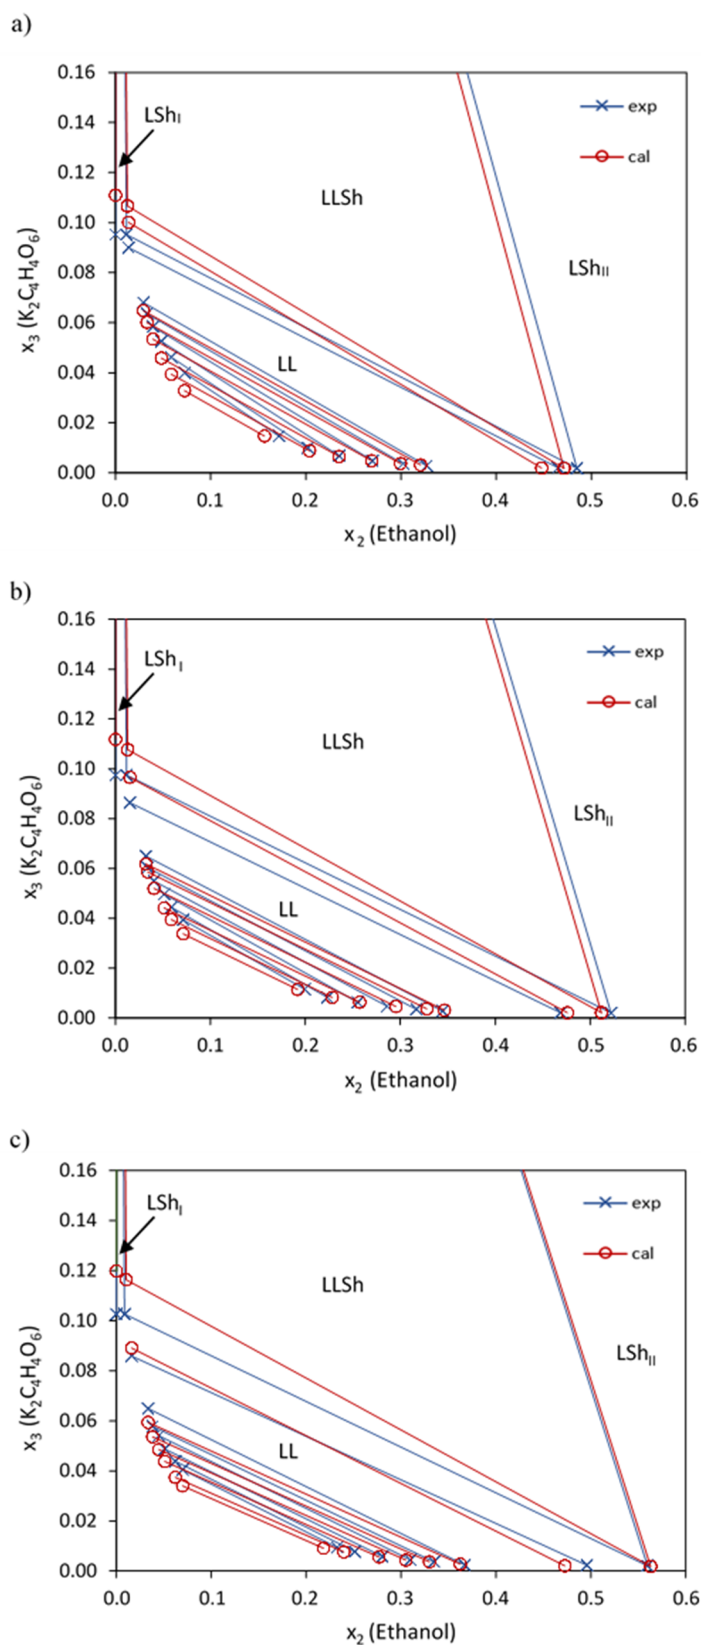 a)
0.16
0.14
0.12
0.10
0.08
0.06
0.04
0.02
0.00
x3 (K2C4H4O6)
LShI
LLSh
LShII
LL
exp
cal
0.0 0.1 0.2 0.3 0.4 0.5 0.6
x2 (Ethanol)
b)
0.16
0.14
0.12
0.10
0.08
0.06
0.04
0.02
0.00
x3 (K2C4H4O6)
LShI
LLSh
LShII
LL
exp
cal
0.0 0.1 0.2 0.3 0.4 0.5 0.6
x2 (Ethanol)
c)
0.16
0.14
0.12
0.10
0.08
0.06
0.04
0.02
0.00
x3 (K2C4H4O6)
LShI
LLSh
LShII
LL
exp
cal
0.0 0.1 0.2 0.3 0.4 0.5 0.6
x2 (Ethanol)